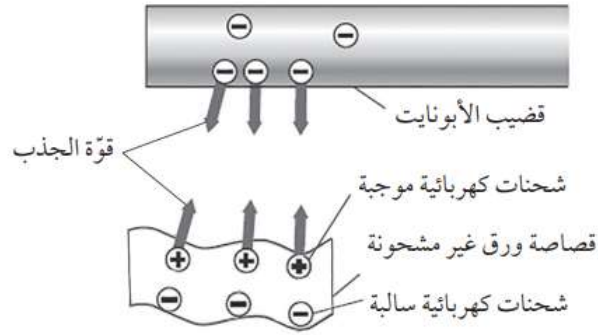 قضيب الأبونايت
قوّة الجذب
شحنات كهربائية موجبة
قصاصة ورق غير مشحونة
شحنات كهربائية سالبة